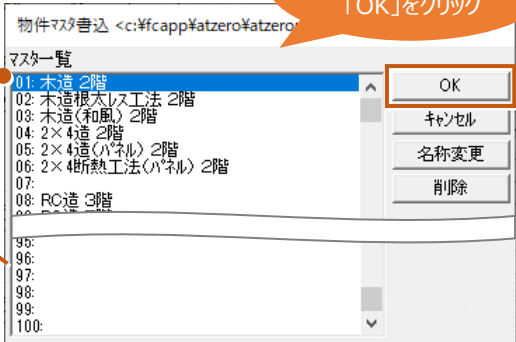 「OK」をクリック
物件マスタ書込 <c:¥fcapp¥atzero¥atzero
マスター覧
01: 木造 2階
02: 木造根太レス工法 2階
03: 木造(和風) 2階
04: 2×4造 2階
05: 2×4造(パネル) 2階
06: 2×4断熱工法(パネル) 2階
07:
08: RC造 3階
95:
96:
97:
98:
99:
100:
OK
キャンセル
名称変更
削除